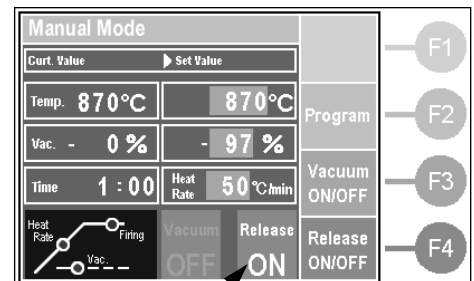 Manual Mode
Curt. Value Set Value
Temp. 870°C 870°C
Vac. - 0 % - 97 %
Time 1:00 Heat Rate 50 °C/min
Heat Rate Firing Vac.
Vacuum OFF
Release ON
Program
Vacuum ON/OFF
Release ON/OFF
F1
F2
F3
F4